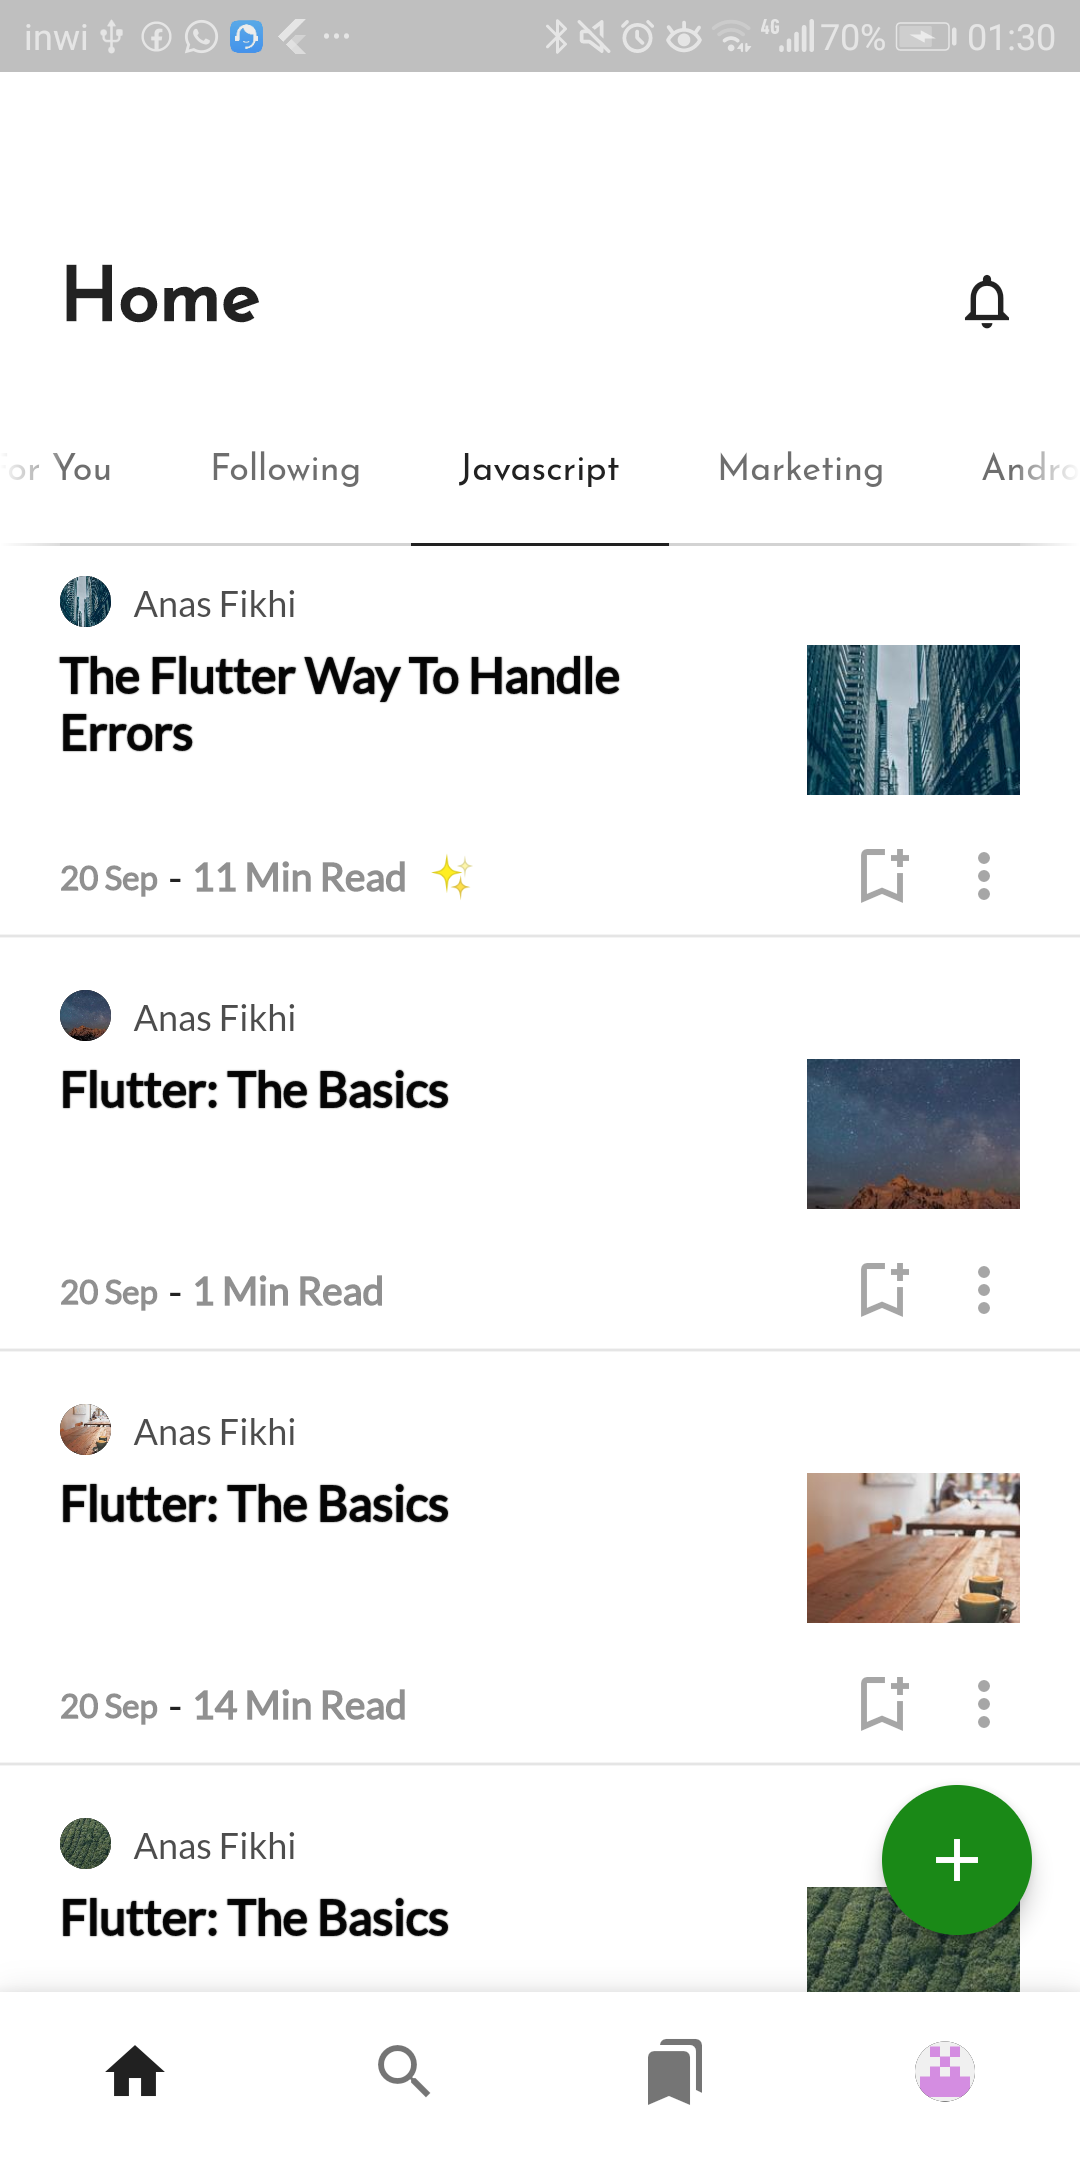 inwi 4G 70% 01:30
Home
or You Following Javascript Marketing Andro
Anas Fikhi
The Flutter Way To Handle
Errors
20 Sep - 11 Min Read ✨
Anas Fikhi
Flutter: The Basics
20 Sep - 1 Min Read
Anas Fikhi
Flutter: The Basics
20 Sep - 14 Min Read
Anas Fikhi
Flutter: The Basics